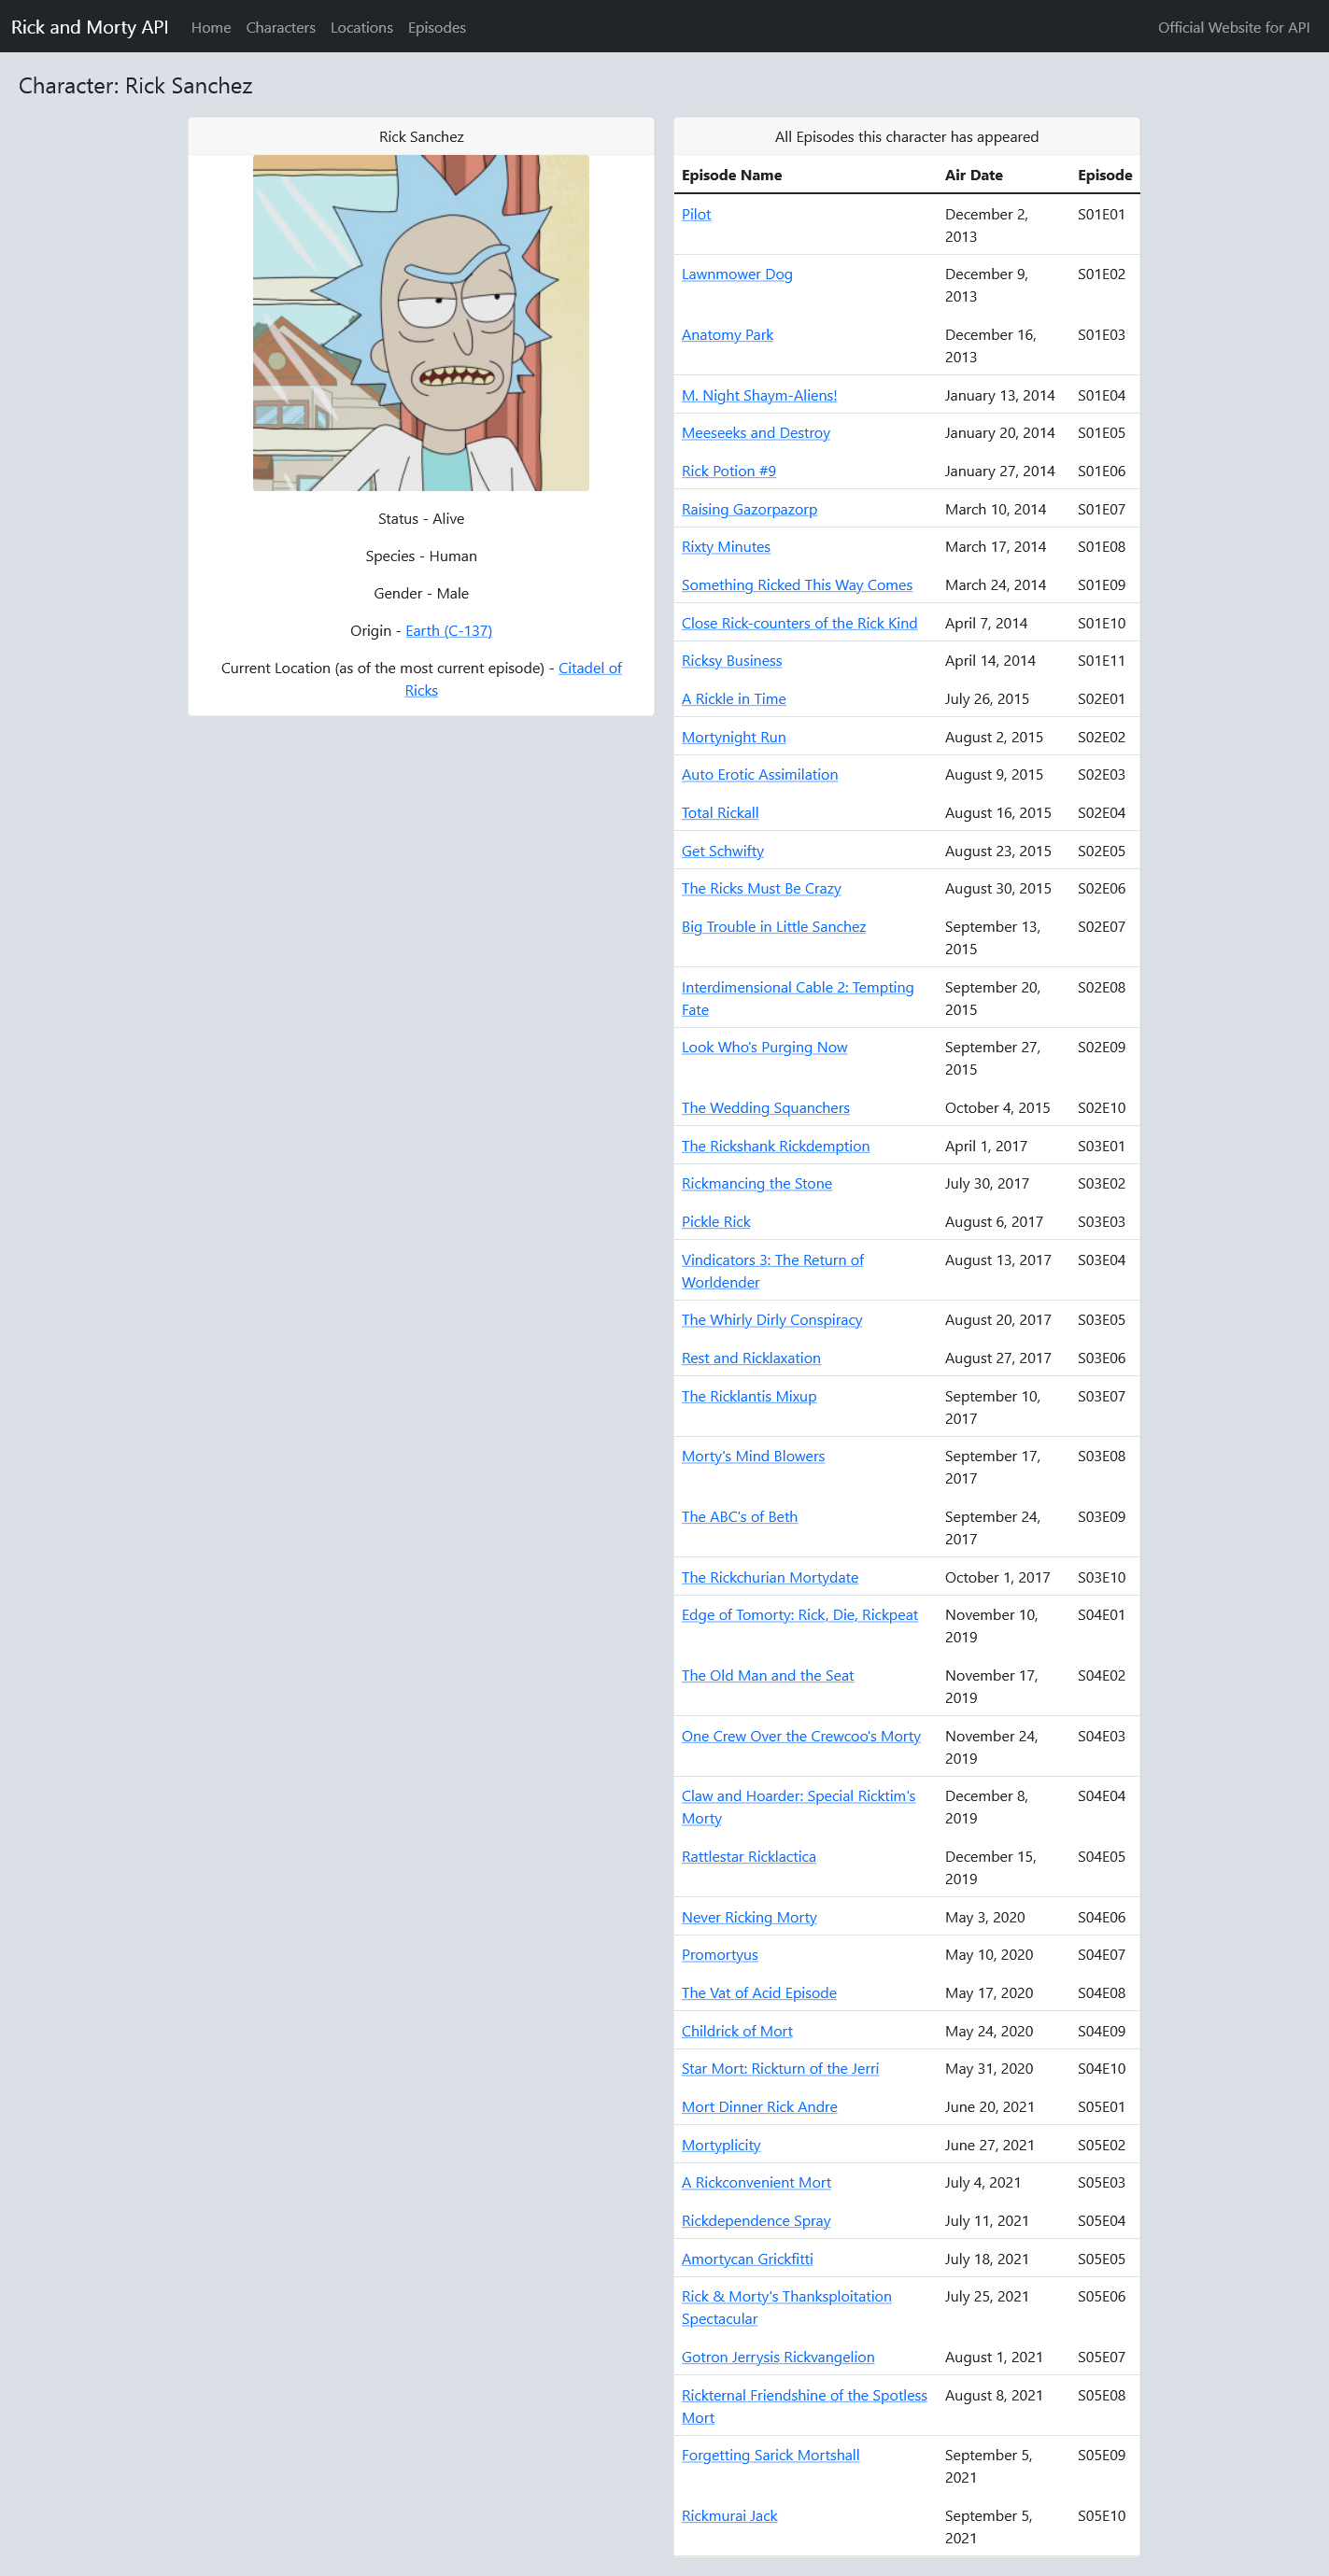 Rick and Morty API Home Characters Locations Episodes Official Website for API
Character: Rick Sanchez
Rick Sanchez
Status - Alive
Species - Human
Gender - Male
Origin - Earth (C-137)
Current Location (as of the most current episode) - Citadel of
Ricks
All Episodes this character has appeared
Episode Name Air Date Episode
Pilot December 2, S01E01
2013
Lawnmower Dog December 9, S01E02
2013
Anatomy Park December 16, S01E03
2013
M. Night Shaym-Aliens! January 13, 2014 S01E04
Meeseeks and Destroy January 20, 2014 S01E05
Rick Potion #9 January 27, 2014 S01E06
Raising Gazorpazorp March 10, 2014 S01E07
Rixty Minutes March 17, 2014 S01E08
Something Ricked This Way Comes March 24, 2014 S01E09
Close Rick-counters of the Rick Kind April 7, 2014 S01E10
Ricksy Business April 14, 2014 S01E11
A Rickle in Time July 26, 2015 S02E01
Mortynight Run August 2, 2015 S02E02
Auto Erotic Assimilation August 9, 2015 S02E03
Total Rickall August 16, 2015 S02E04
Get Schwifty August 23, 2015 S02E05
The Ricks Must Be Crazy August 30, 2015 S02E06
Big Trouble in Little Sanchez September 13, S02E07
2015
Interdimensional Cable 2: Tempting September 20, S02E08
Fate 2015
Look Who's Purging Now September 27, S02E09
2015
The Wedding Squanchers October 4, 2015 S02E10
The Rickshank Rickdemption April 1, 2017 S03E01
Rickmancing the Stone July 30, 2017 S03E02
Pickle Rick August 6, 2017 S03E03
Vindicators 3: The Return of August 13, 2017 S03E04
Worldender
The Whirly Dirly Conspiracy August 20, 2017 S03E05
Rest and Ricklaxation August 27, 2017 S03E06
The Ricklantis Mixup September 10, S03E07
2017
Morty's Mind Blowers September 17, S03E08
2017
The ABC's of Beth September 24, S03E09
2017
The Rickchurian Mortydate October 1, 2017 S03E10
Edge of Tomorty: Rick, Die, Rickpeat November 10, S04E01
2019
The Old Man and the Seat November 17, S04E02
2019
One Crew Over the Crewcoo's Morty November 24, S04E03
2019
Claw and Hoarder: Special Ricktim's December 8, S04E04
Morty 2019
Rattlestar Ricklactica December 15, S04E05
2019
Never Ricking Morty May 3, 2020 S04E06
Promortyus May 10, 2020 S04E07
The Vat of Acid Episode May 17, 2020 S04E08
Childrick of Mort May 24, 2020 S04E09
Star Mort: Rickturn of the Jerri May 31, 2020 S04E10
Mort Dinner Rick Andre June 20, 2021 S05E01
Mortyplicity June 27, 2021 S05E02
A Rickconvenient Mort July 4, 2021 S05E03
Rickdependence Spray July 11, 2021 S05E04
Amortycan Grickfitti July 18, 2021 S05E05
Rick & Morty's Thanksploitation July 25, 2021 S05E06
Spectacular
Gotron Jerrysis Rickvangelion August 1, 2021 S05E07
Rickternal Friendshine of the Spotless August 8, 2021 S05E08
Mort
Forgetting Sarick Mortshall September 5, S05E09
2021
Rickmurai Jack September 5, S05E10
2021